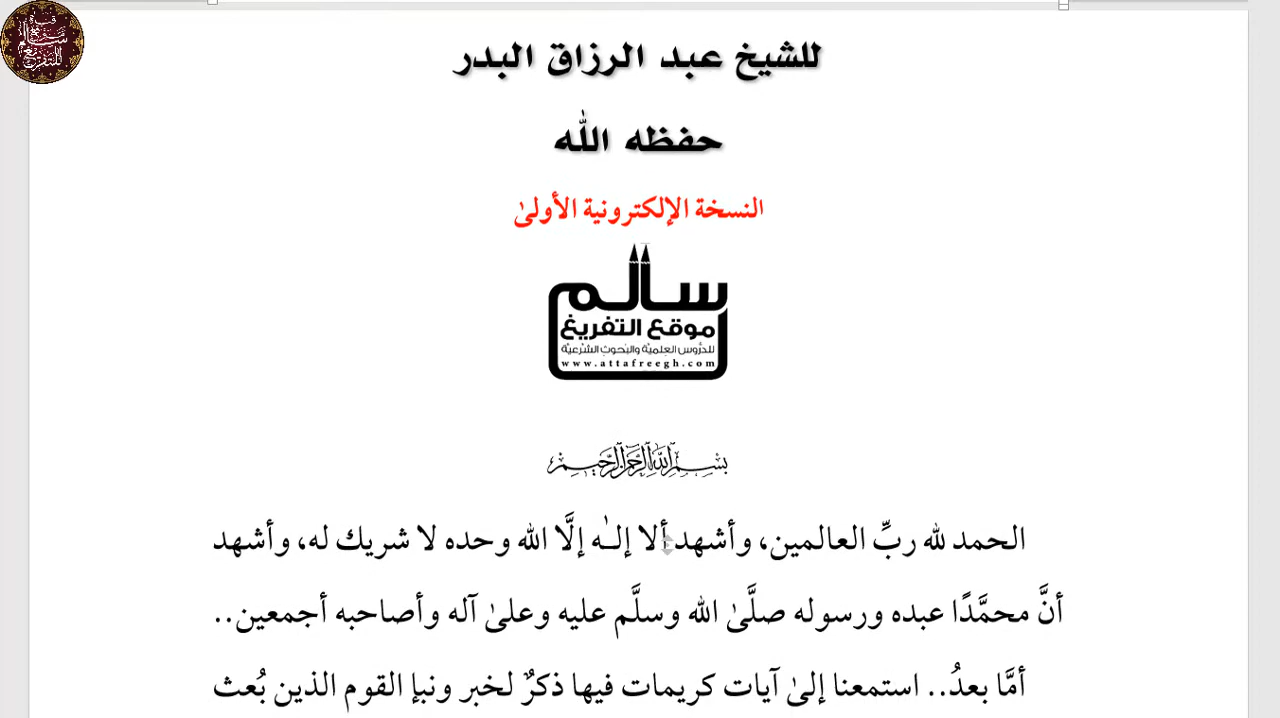 للشيخ عبد الرزاق البدر
حفظه الله
النسخة الإلكترونية الأولىٰ
سالم
موقع التفريغ
للدروس العلمية والبحوث الشرعية
www.attafreegh.com
بسم الله الرحمن الرحيم
الحمد لله ربِّ العالمين، وأشهد ألا إلـٰه إلَّا الله وحده لا شريك له، وأشهد
أنَّ محمَّدًا عبده ورسوله صلَّىٰ الله وسلَّم عليه وعلىٰ آله وأصاحبه أجمعين..
أمَّا بعدُ.. استمعنا إلىٰ آيات كريمات فيها ذكرٌ لخبر ونبإ القوم الذين بُعث